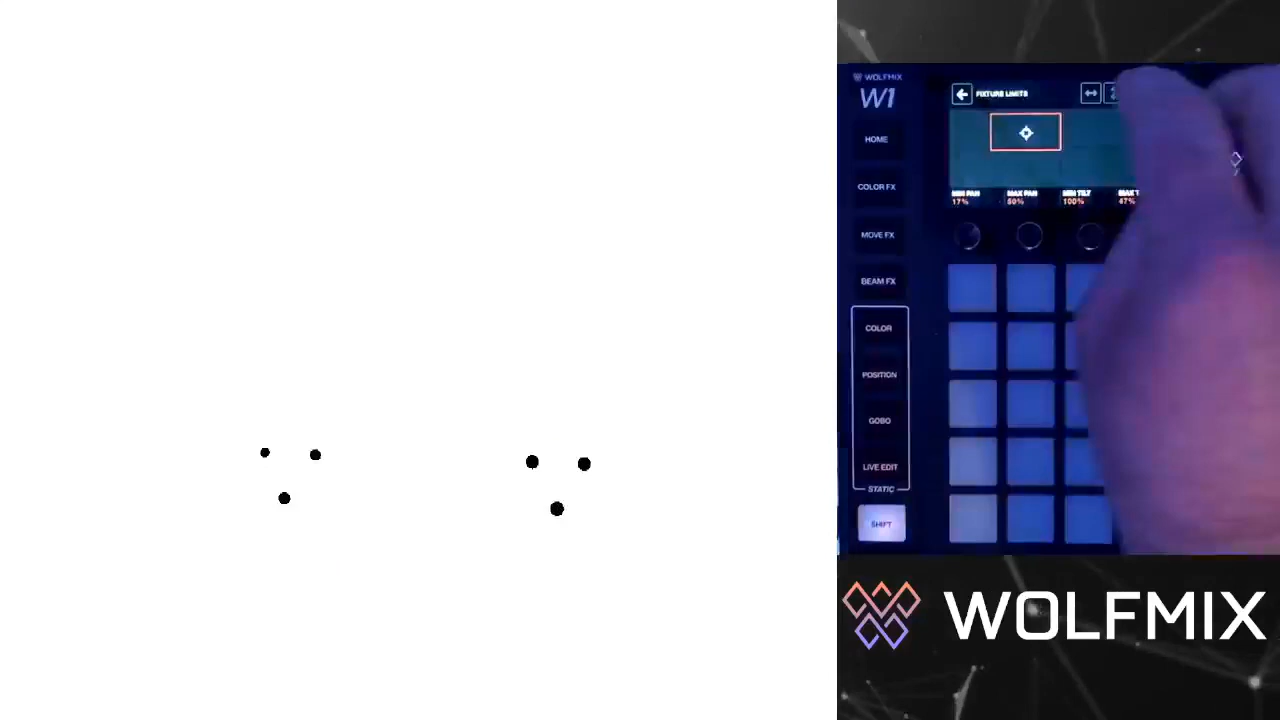 WOLFMIX
W1
FIXTURE LIMITS
HOME
COLOR FX
MOVE FX
BEAM FX
MIN PAN MAX PAN MIN TILT
17% 50% 100% 47%
COLOR
POSITION
GOBO
LIVE EDIT
STATIC
SHIFT
WOLFMIX